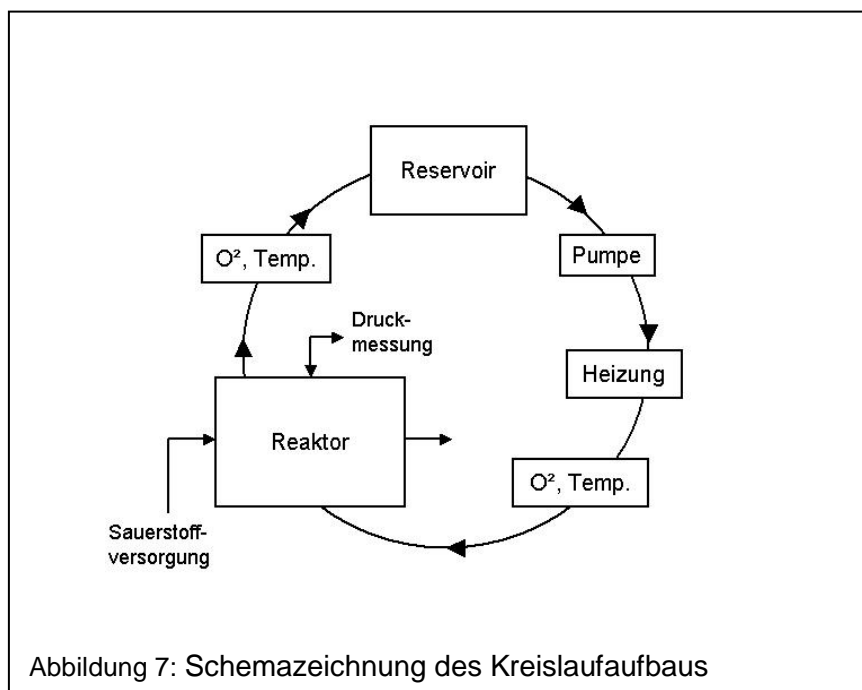 Reservoir
O², Temp.
Pumpe
Druck-
messung
Heizung
Reaktor
O², Temp.
Sauerstoff-
versorgung
Abbildung 7: Schemazeichnung des Kreislaufaufbaus